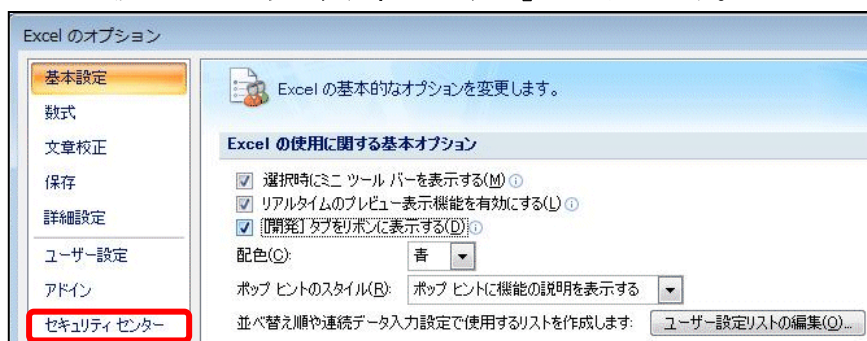 Excel のオプション
基本設定
数式
文章校正
保存
詳細設定
ユーザー設定
アドイン
セキュリティ センター
Excel の基本的なオプションを変更します。
Excel の使用に関する基本オプション
選択時にミニ ツール バーを表示する(M)
リアルタイムのプレビュー表示機能を有効にする(L)
[開発] タブをリボンに表示する(D)
配色(C): 青
ポップ ヒントのスタイル(R): ポップ ヒントに機能の説明を表示する
並べ替え順や連続データ入力設定で使用するリストを作成します: ユーザー設定リストの編集(O)...